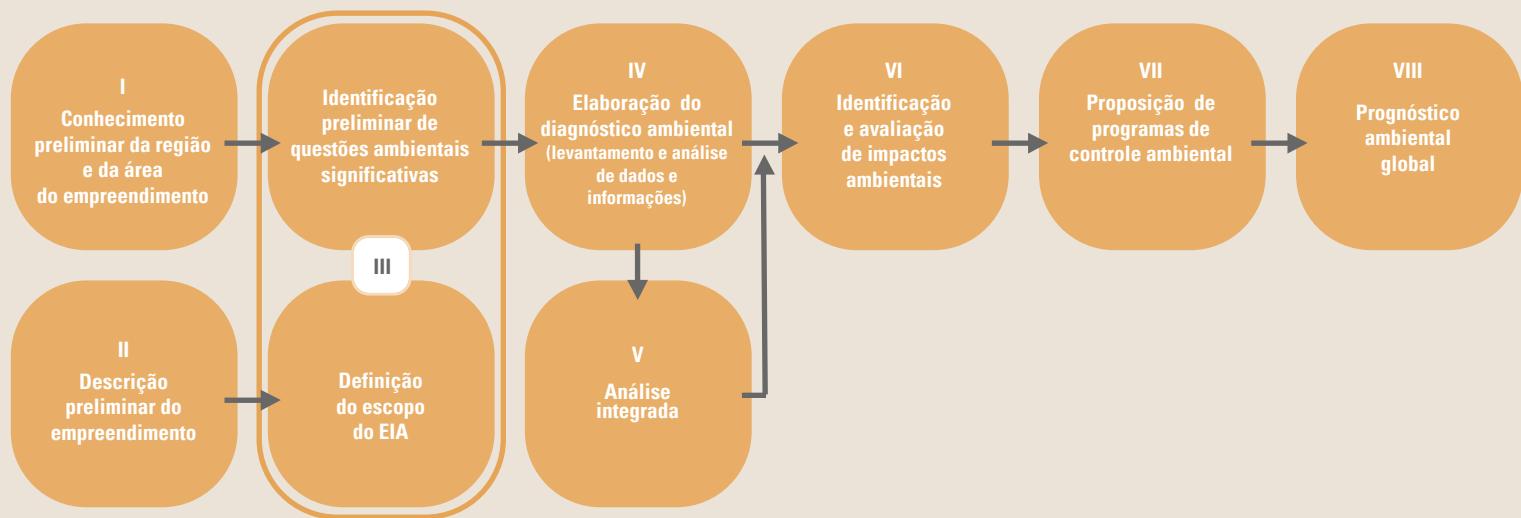 I
Conhecimento
preliminar da região
e da área
do empreendimento
II
Descrição
preliminar do
empreendimento
Identificação
preliminar de
questões ambientais
significativas
III
Definição
do escopo
do EIA
IV
Elaboração do
diagnóstico ambiental
(levantamento e análise
de dados e
informações)
V
Análise
integrada
VI
Identificação
e avaliação
de impactos
ambientais
VII
Proposição de
programas de
controle ambiental
VIII
Prognóstico
ambiental
global